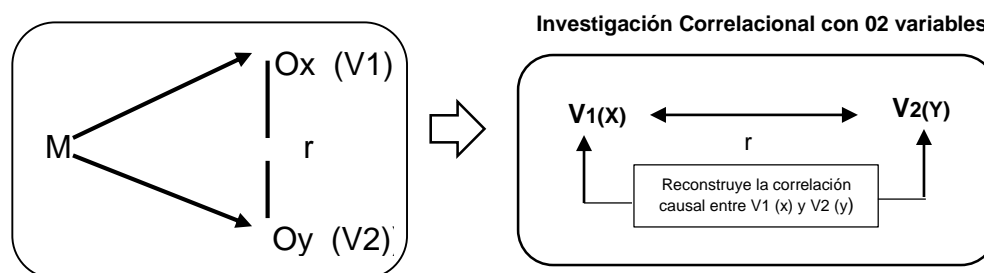 Investigación Correlacional con 02 variables
Ox (V1)
M
r
Oy (V2)
V1(X)
V2(Y)
r
Reconstruye la correlación
causal entre V1 (x) y V2 (y)